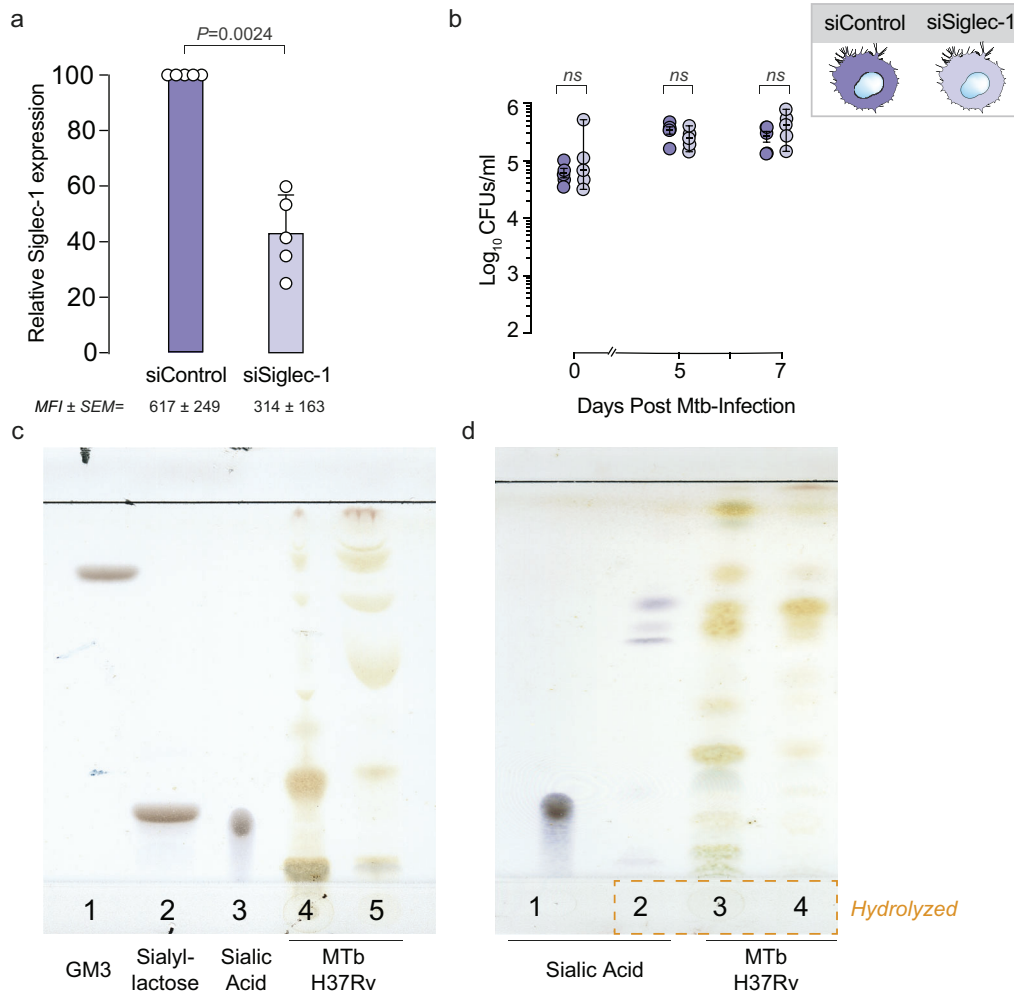 a
P=0.0024
Relative Siglec-1 expression
100
80
60
40
20
0
siControl
siSiglec-1
MFI ± SEM=
617 ± 249
314 ± 163
b
siControl
siSiglec-1
ns
ns
ns
Log10 CFUs/ml
6
5
4
3
2
0
5
7
Days Post Mtb-Infection
c
1
2
3
4
5
GM3
Sialyl-
lactose
Sialic
Acid
MTb
H37Rv
d
1
2
3
4
Hydrolyzed
Sialic Acid
MTb
H37Rv